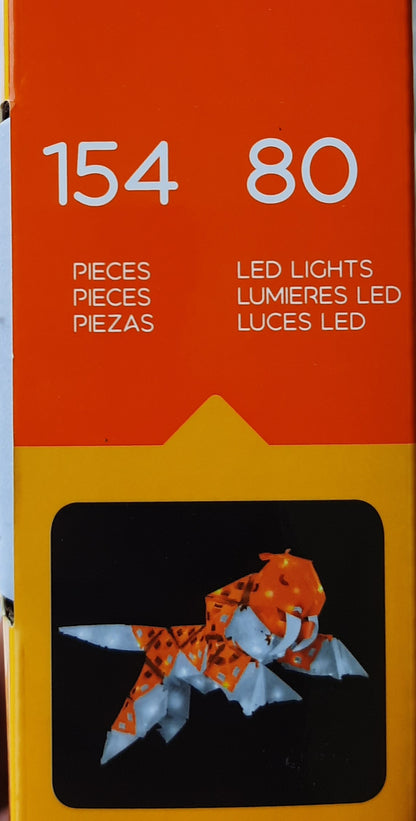 154 80
PIECES LED LIGHTS
PIECES LUMIERES LED
PIEZAS LUCES LED